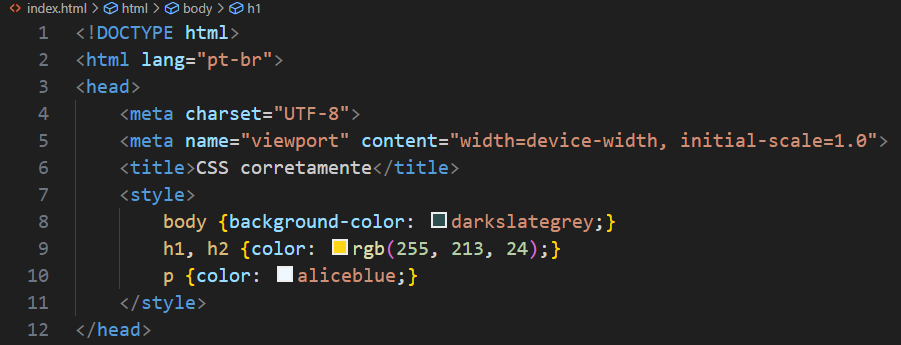 index.html > html > body > h1
1 <!DOCTYPE html>
2 <html lang="pt-br">
3 <head>
4 <meta charset="UTF-8">
5 <meta name="viewport" content="width=device-width, initial-scale=1.0">
6 <title>CSS corretamente</title>
7 <style>
8 body {background-color: darkslategrey;}
9 h1, h2 {color: rgb(255, 213, 24);}
10 p {color: aliceblue;}
11 </style>
12 </head>